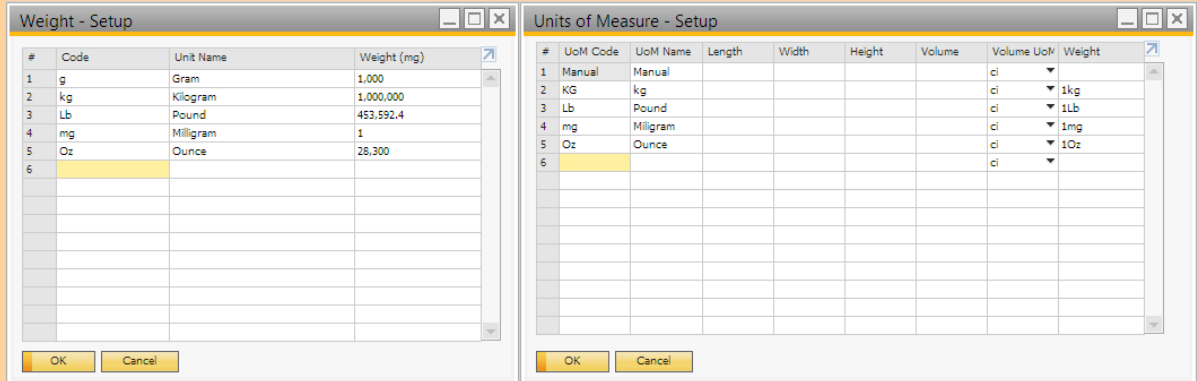 Weight - Setup
# Code Unit Name Weight (mg)
1 g Gram 1,000
2 kg Kilogram 1,000,000
3 Lb Pound 453,592.4
4 mg Milligram 1
5 Oz Ounce 28,300
6
OK Cancel
Units of Measure - Setup
# UoM Code UoM Name Length Width Height Volume Volume UoM Weight
1 Manual Manual ci
2 KG kg ci 1kg
3 Lb Pound ci 1Lb
4 mg Miligram ci 1mg
5 Oz Ounce ci 1Oz
6 ci
OK Cancel